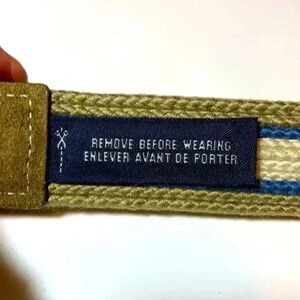 REMOVE BEFORE WEARING
ENLEVER AVANT DE PORTER